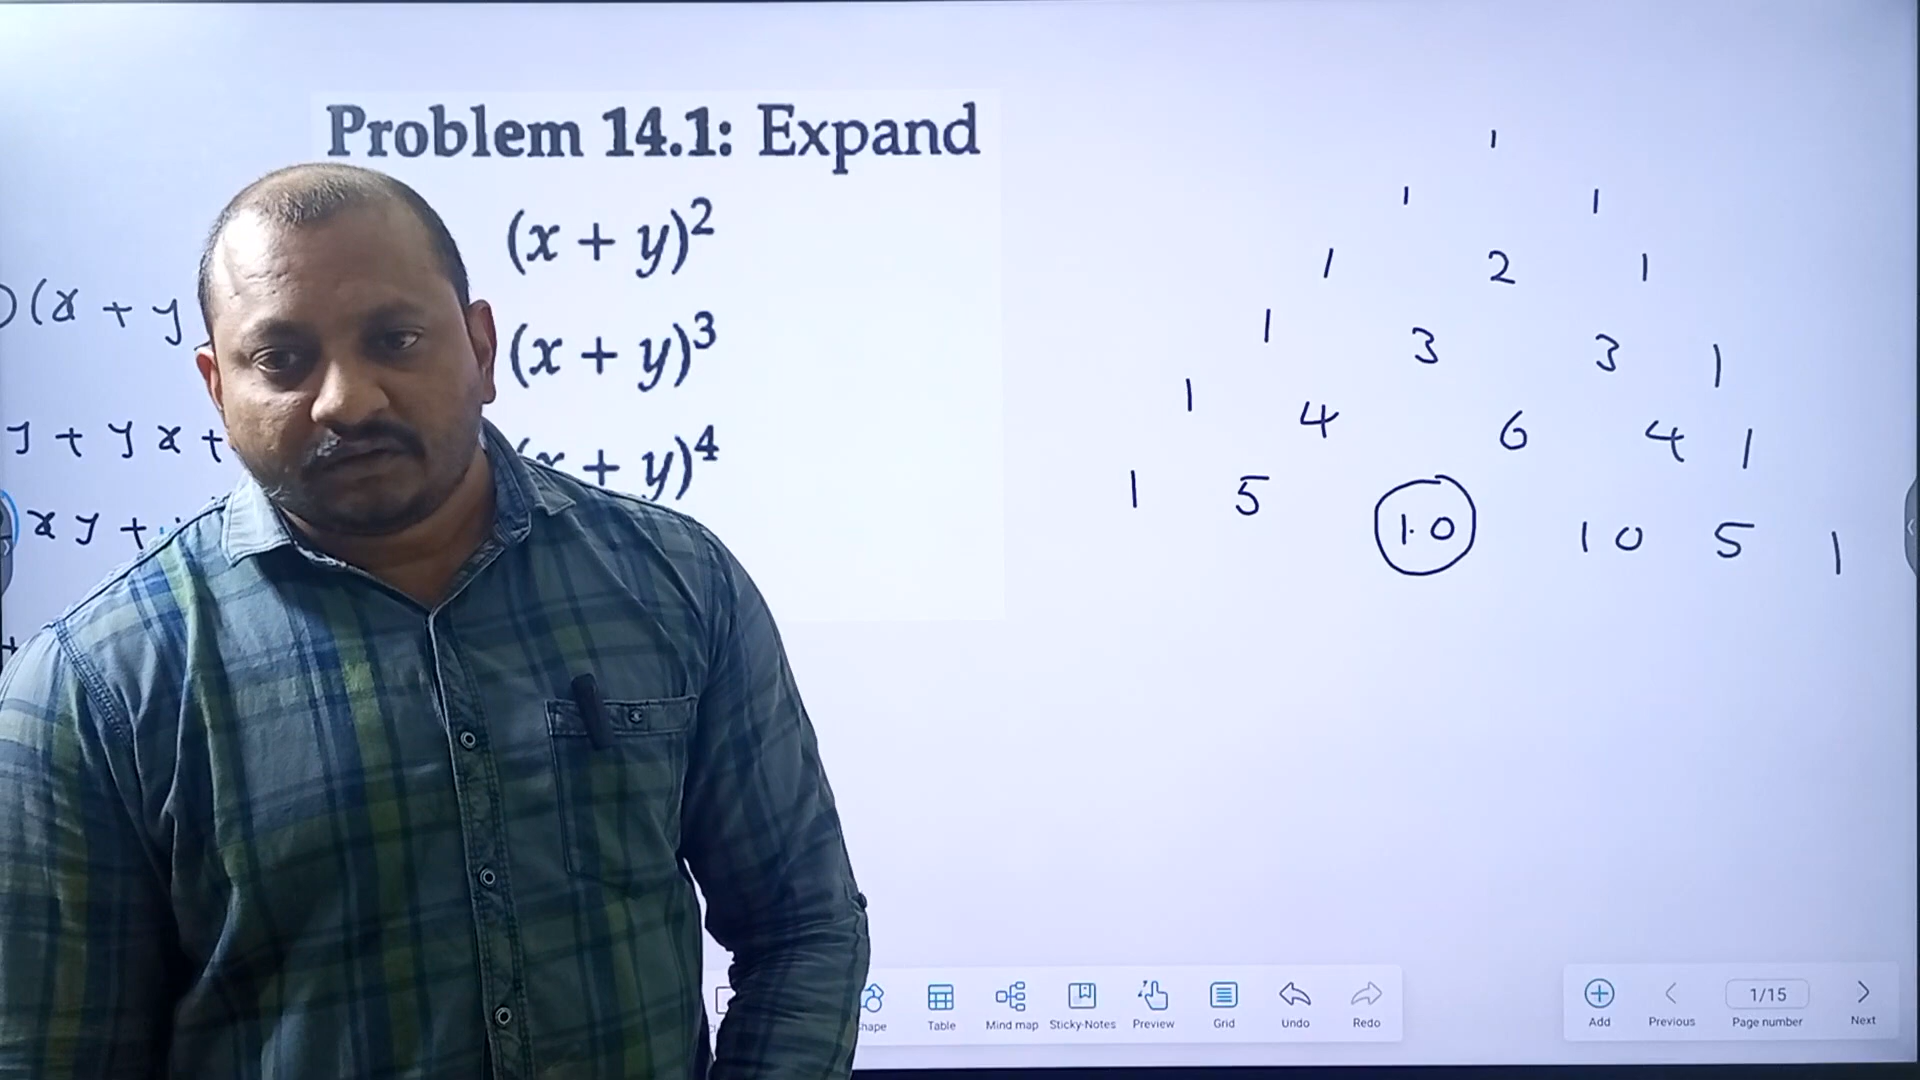 Problem 14.1: Expand
(x + y)²
(x + y)³
+ y)⁴
(x + y
y + y x +
x y +
+
1
1 1
1 2 1
1 3 3 1
1 4 6 4 1
1 5 10 10 5 1
Table Mind map Sticky-Notes Preview Grid Undo Redo
Add Previous 1/15 Page number Next